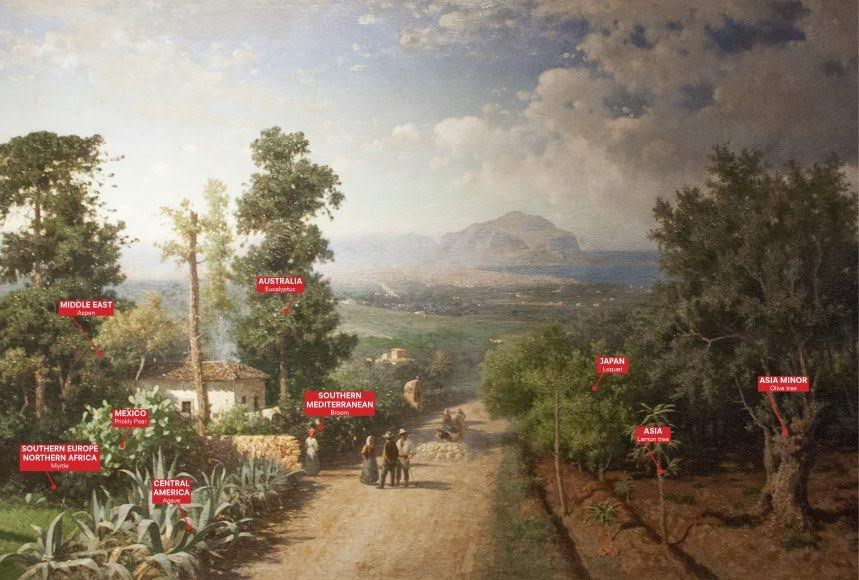 AUSTRALIA
Eucalyptus
MIDDLE EAST
Aspen
JAPAN
Loquat
ASIA MINOR
Olive tree
SOUTHERN
MEDITERRANEAN
Broom
MEXICO
Prickly Pear
ASIA
Lemon tree
SOUTHERN EUROPE
NORTHERN AFRICA
Myrtle
CENTRAL
AMERICA
Agave